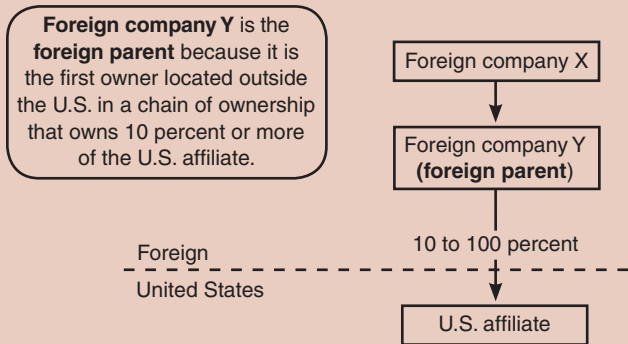 Foreign company Y is the
foreign parent because it is
the first owner located outside
the U.S. in a chain of ownership
that owns 10 percent or more
of the U.S. affiliate.
Foreign company X
Foreign company Y
(foreign parent)
10 to 100 percent
Foreign
United States
U.S. affiliate